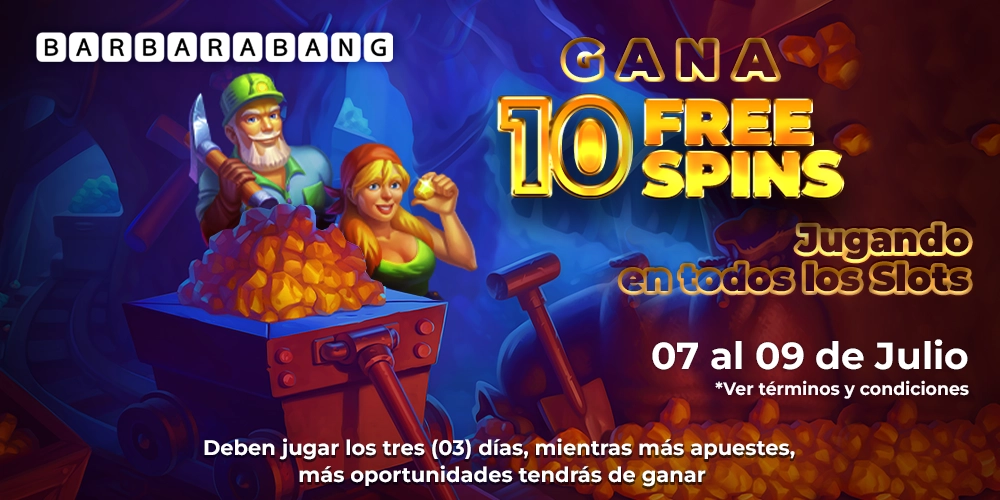 BARBARABANG
GANA
10 FREE
SPINS
Jugando
en todos los Slots
07 al 09 de Julio
*Ver términos y condiciones
Deben jugar los tres (03) días, mientras más apuestes,
más oportunidades tendrás de ganar